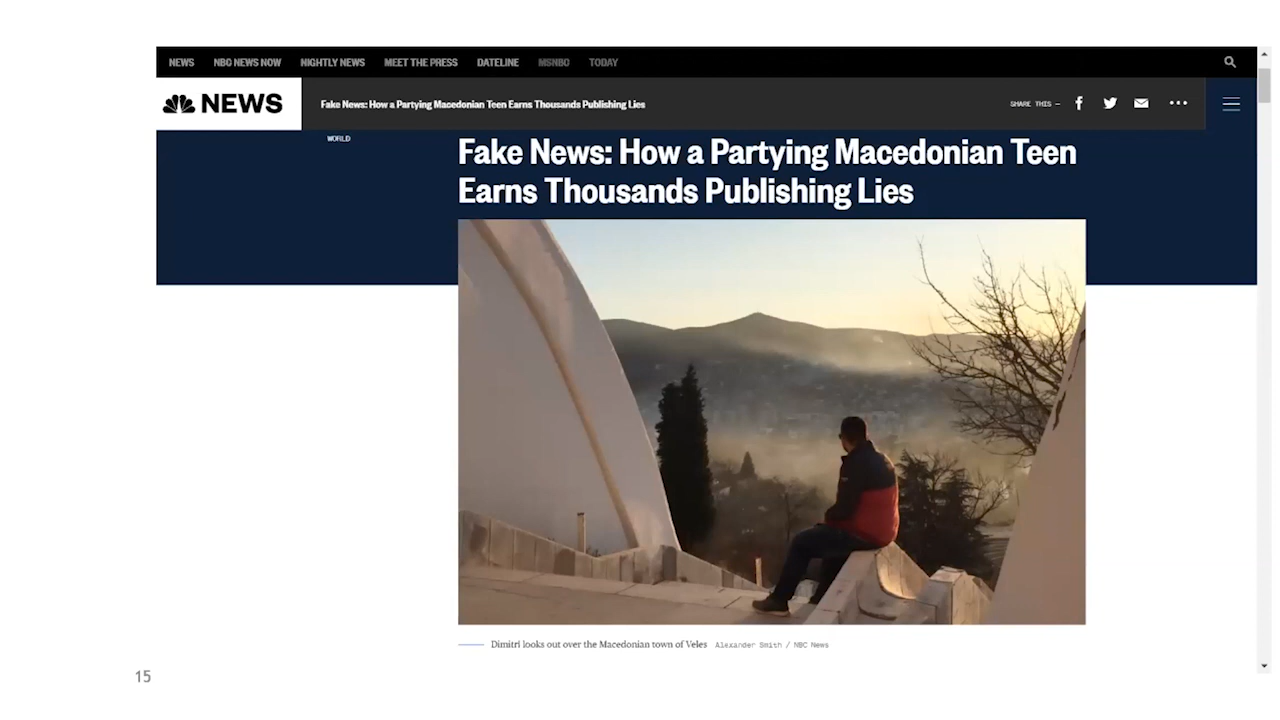 NEWS NBC NEWS NOW NIGHTLY NEWS MEET THE PRESS DATELINE MSNBC TODAY
NEWS Fake News: How a Partying Macedonian Teen Earns Thousands Publishing Lies SHARE THIS —
WORLD
Fake News: How a Partying Macedonian Teen
Earns Thousands Publishing Lies
Dimitri looks out over the Macedonian town of Veles Alexander Smith / NBC News
15